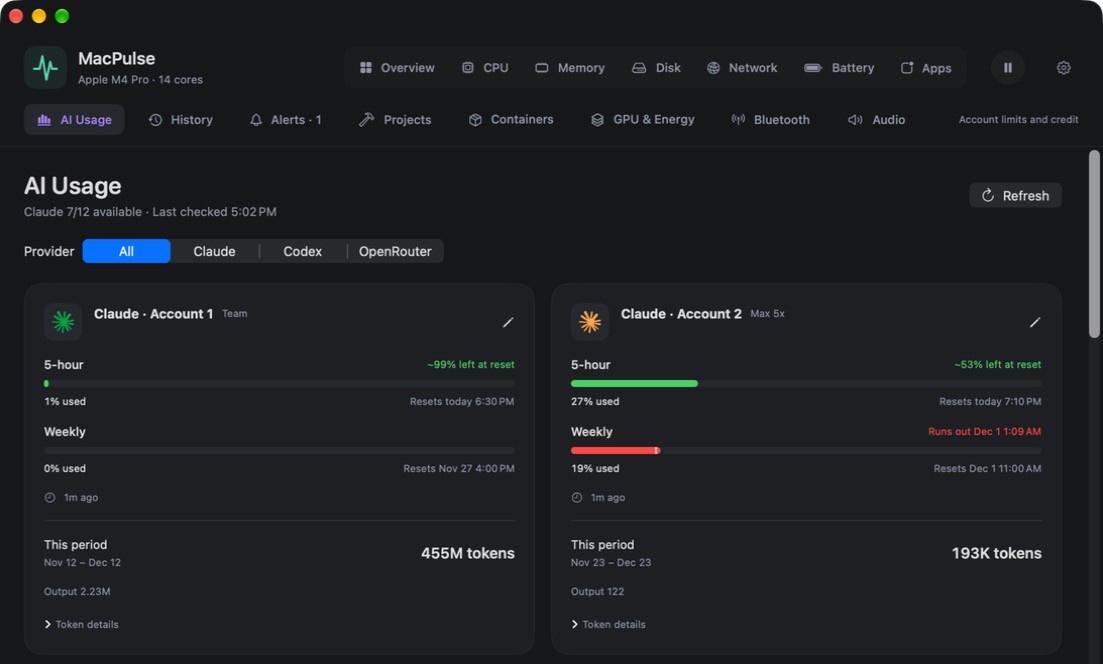 MacPulse
Apple M4 Pro · 14 cores
Overview CPU Memory Disk Network Battery Apps
AI Usage History Alerts · 1 Projects Containers GPU & Energy Bluetooth Audio Account limits and credit
AI Usage
Claude 7/12 available · Last checked 5:02 PM
Refresh
Provider All Claude Codex OpenRouter
Claude · Account 1 Team
5-hour ~99% left at reset
1% used Resets today 6:30 PM
Weekly
0% used Resets Nov 27 4:00 PM
1m ago
This period
Nov 12 – Dec 12
455M tokens
Output 2.23M
Token details
Claude · Account 2 Max 5x
5-hour ~53% left at reset
27% used Resets today 7:10 PM
Weekly Runs out Dec 1 1:09 AM
19% used Resets Dec 1 11:00 AM
1m ago
This period
Nov 23 – Dec 23
193K tokens
Output 122
Token details